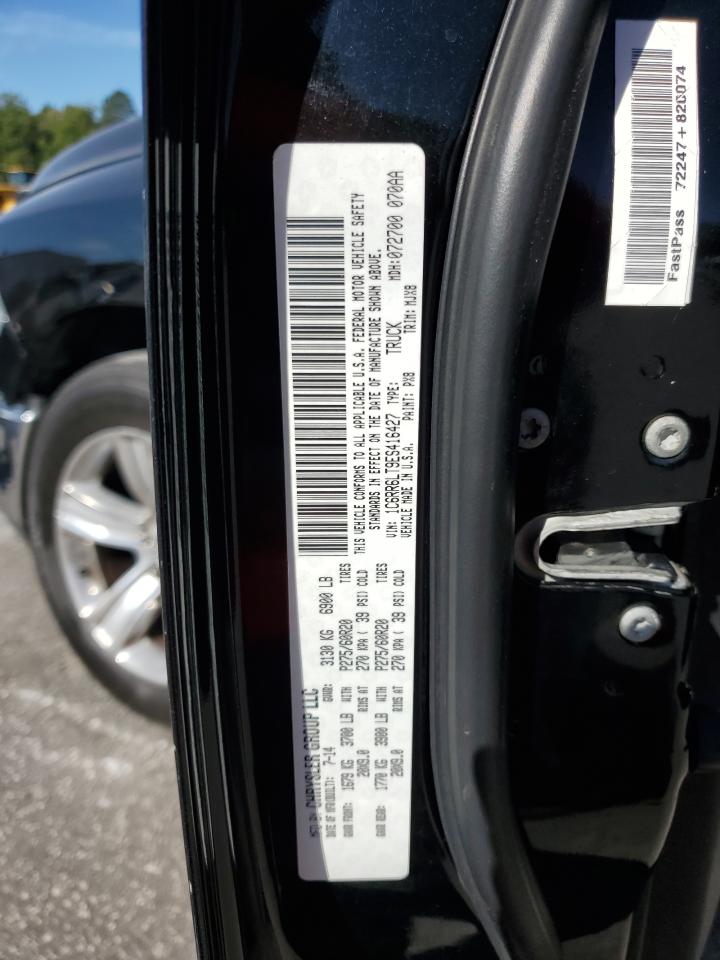 MFD BY CHRYSLER GROUP LLC
DATE OF MFR(BUILT): 7-14 GVWR: 3130 KG 6900 LB
GAWR FRONT: 1679 KG 3700 LB WITH P275/60R20 TIRES
20X9.0 RIMS AT 270 KPA ( 39 PSI) COLD
GAWR REAR: 1770 KG 3900 LB WITH P275/60R20 TIRES
20X9.0 RIMS AT 270 KPA ( 39 PSI) COLD
THIS VEHICLE CONFORMS TO ALL APPLICABLE U.S.A. FEDERAL MOTOR VEHICLE SAFETY
STANDARDS IN EFFECT ON THE DATE OF MANUFACTURE SHOWN ABOVE.
VIN: 1C6RR6LT9ES416427 TYPE: TRUCK MDH:072700 070AA
VEHICLE MADE IN U.S.A. PAINT: PX8 TRIM: MJX8
FastPass 72247 +